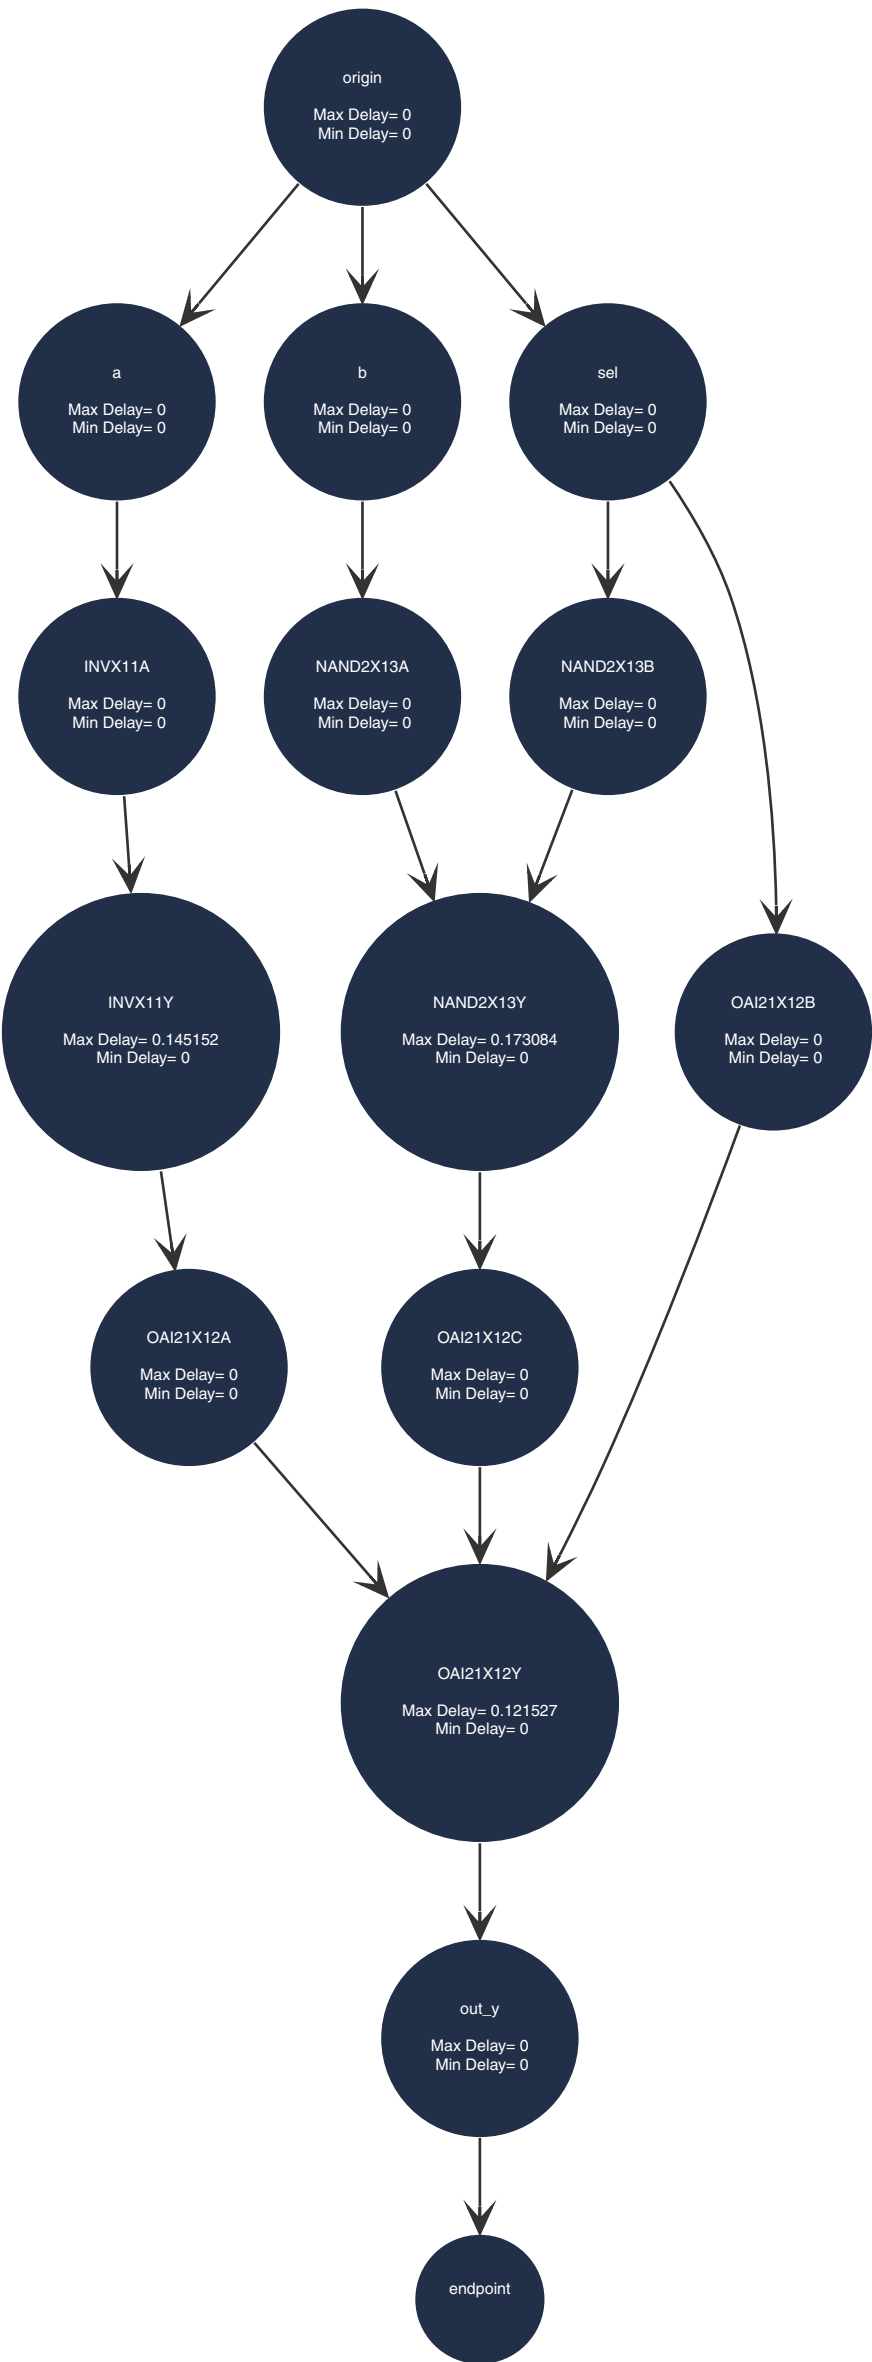 origin
Max Delay= 0
Min Delay= 0
a
Max Delay= 0
Min Delay= 0
b
Max Delay= 0
Min Delay= 0
sel
Max Delay= 0
Min Delay= 0
INVX11A
Max Delay= 0
Min Delay= 0
NAND2X13A
Max Delay= 0
Min Delay= 0
NAND2X13B
Max Delay= 0
Min Delay= 0
INVX11Y
Max Delay= 0.145152
Min Delay= 0
NAND2X13Y
Max Delay= 0.173084
Min Delay= 0
OAI21X12B
Max Delay= 0
Min Delay= 0
OAI21X12A
Max Delay= 0
Min Delay= 0
OAI21X12C
Max Delay= 0
Min Delay= 0
OAI21X12Y
Max Delay= 0.121527
Min Delay= 0
out_y
Max Delay= 0
Min Delay= 0
endpoint